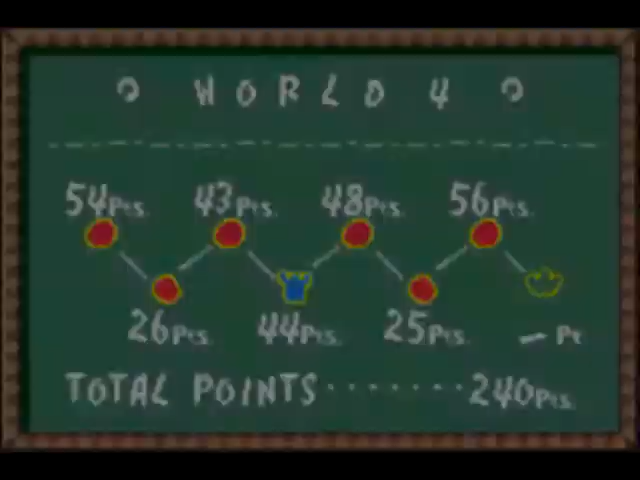 WORLD 4
54Pts. 43Pts. 48Pts. 56Pts.
26Pts. 44Pts. 25Pts. — Pt
TOTAL POINTS·······240Pts.